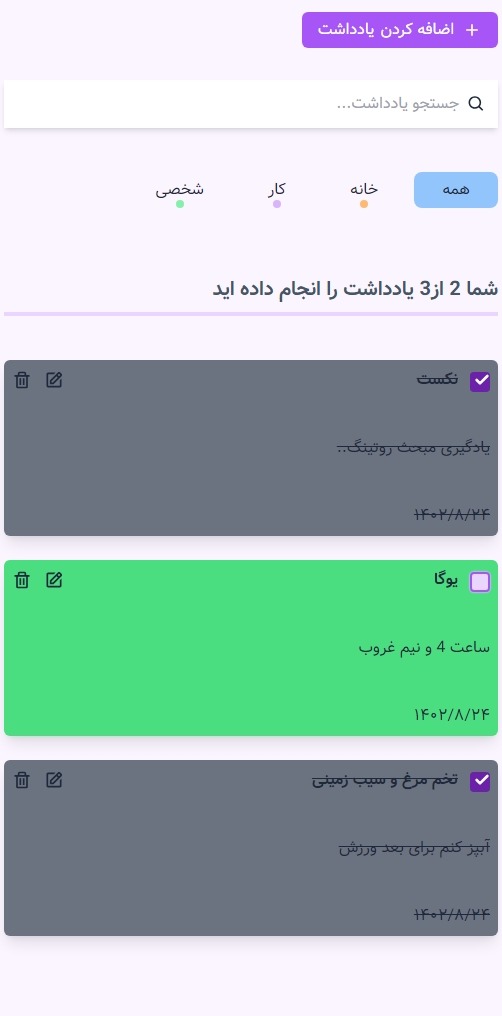 + اضافه کردن یادداشت
جستجو یادداشت...
همه خانه کار شخصی
شما 2 از3 یادداشت را انجام داده اید
نکست
یادگیری مبحث روتینگ..
۱۴۰۲/۸/۲۴
یوگا
ساعت 4 و نیم غروب
۱۴۰۲/۸/۲۴
تخم مرغ و سیب زمینی
آبپز کنم برای بعد ورزش
۱۴۰۲/۸/۲۴